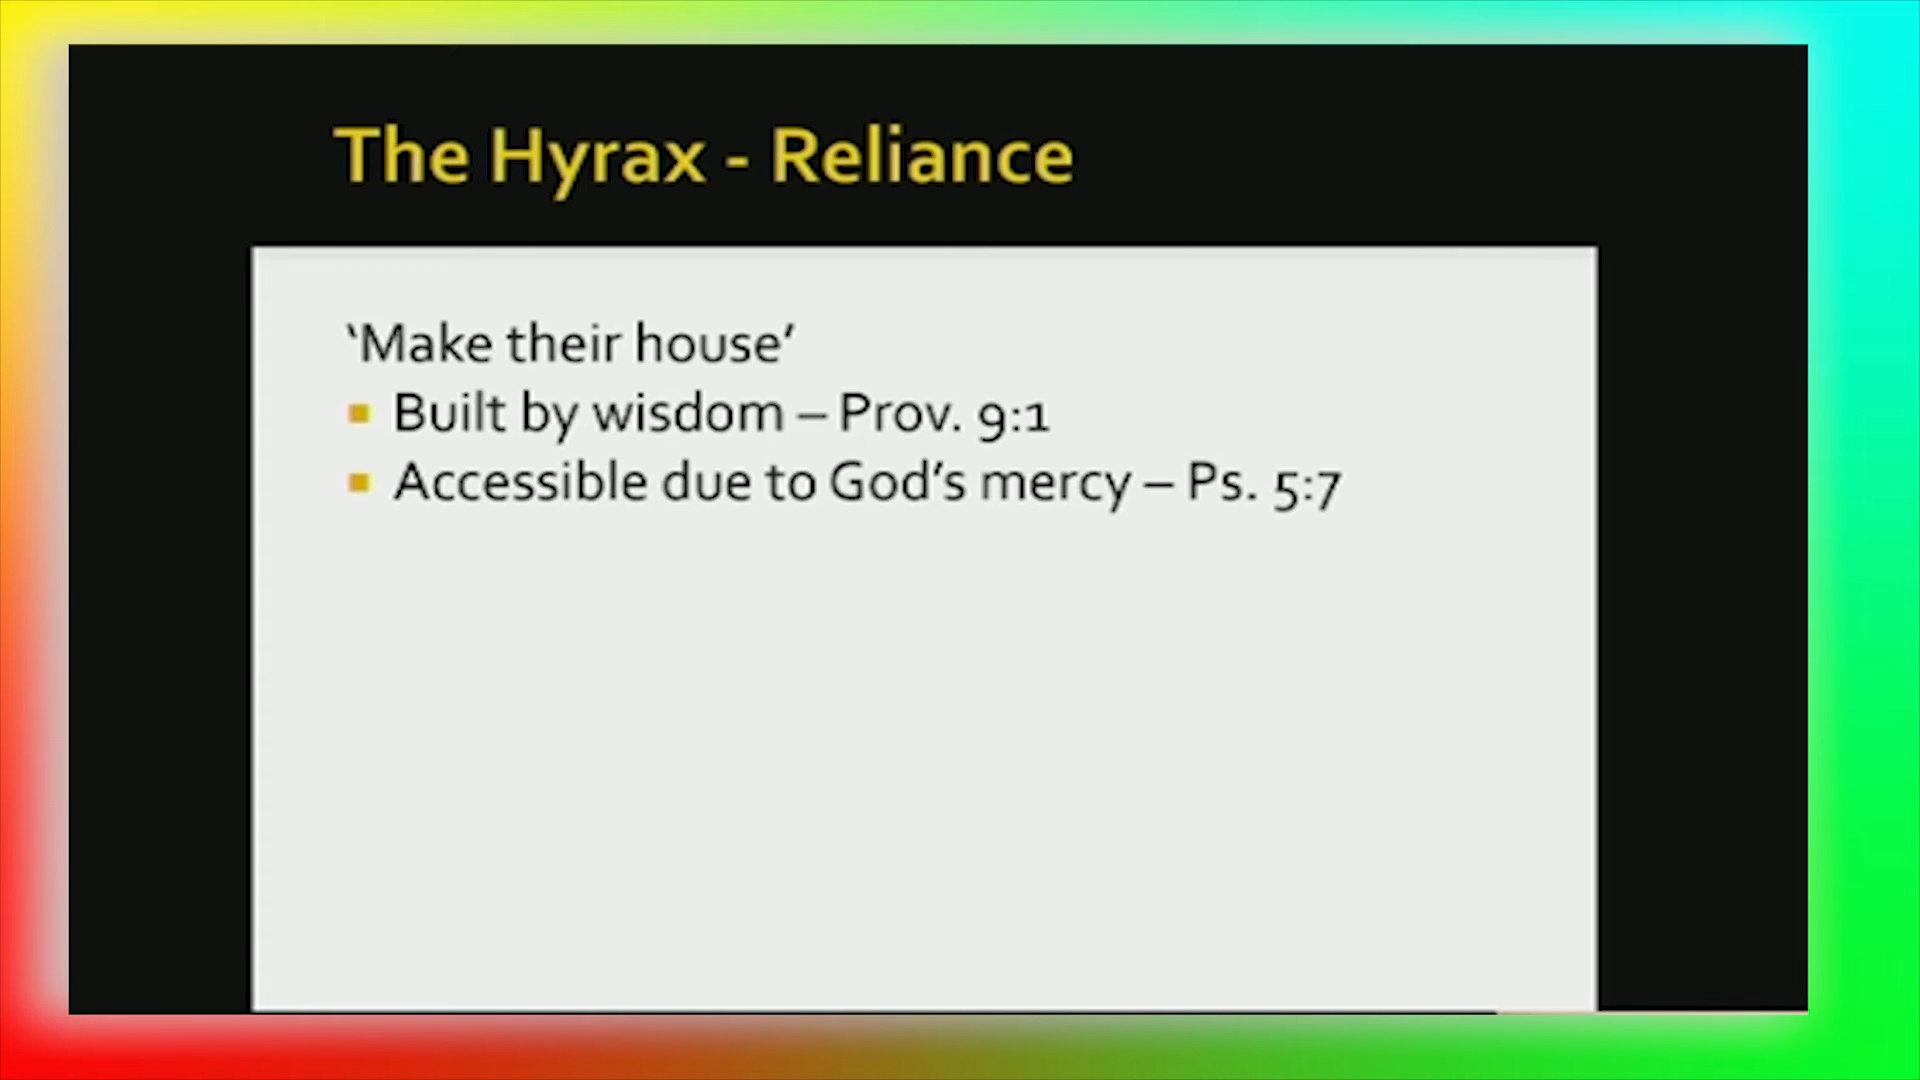 The Hyrax - Reliance
‘Make their house’
▪ Built by wisdom – Prov. 9:1
▪ Accessible due to God’s mercy – Ps. 5:7